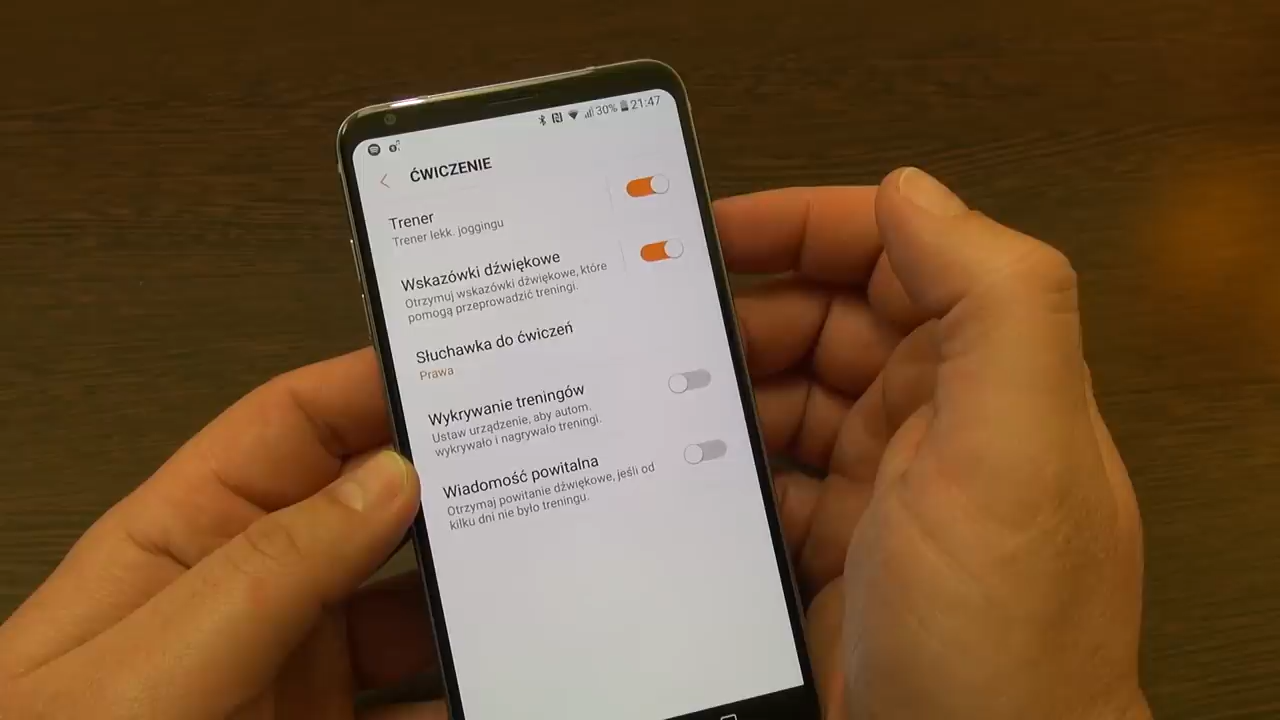 30% 21:47
ĆWICZENIE
Trener
Trener lekk. joggingu
Wskazówki dźwiękowe
Otrzymuj wskazówki dźwiękowe, które
pomogą przeprowadzić treningi.
Słuchawka do ćwiczeń
Prawa
Wykrywanie treningów
Ustaw urządzenie, aby autom.
wykrywało i nagrywało treningi.
Wiadomość powitalna
Otrzymaj powitanie dźwiękowe, jeśli od
kilku dni nie było treningu.